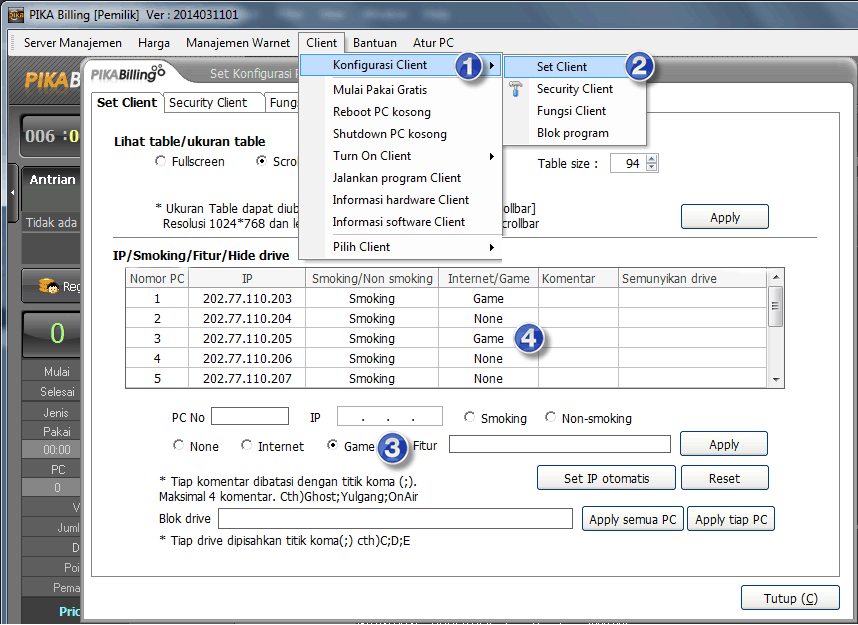 PIKA Billing [Pemilik] Ver : 2014031101
Server Manajemen Harga Manajemen Warnet Client Bantuan Atur PC
Konfigurasi Client 1
Mulai Pakai Gratis
Reboot PC kosong
Shutdown PC kosong
Turn On Client
Jalankan program Client
Informasi hardware Client
Informasi software Client
Pilih Client
Set Client 2
Security Client
Fungsi Client
Blok program
PIKAB
PIKABilling
Set Konfigurasi
Set Client Security Client Fung
006 :0
Antrian
Tidak ada
Reg
0
Mulai
Selesai
Jenis
Pakai
00:00
PC
0
Juml
D
Poi
Pema
Pric
Lihat table/ukuran table
Fullscreen Scro Table size : 94
* Ukuran Table dapat diub llbar]
Resolusi 1024*768 dan le crollbar
Apply
IP/Smoking/Fitur/Hide drive
Nomor PC IP Smoking/Non smoking Internet/Game Komentar Semunyikan drive
1 202.77.110.203 Smoking Game
2 202.77.110.204 Smoking None
3 202.77.110.205 Smoking Game 4
4 202.77.110.206 Smoking None
5 202.77.110.207 Smoking None
PC No IP . . . Smoking Non-smoking
None Internet Game 3 Fitur Apply
* Tiap komentar dibatasi dengan titik koma (;).
Maksimal 4 komentar. Cth)Ghost;Yulgang;OnAir
Set IP otomatis Reset
Blok drive Apply semua PC Apply tiap PC
* Tiap drive dipisahkan titik koma(;) cth)C;D;E
Tutup (C)